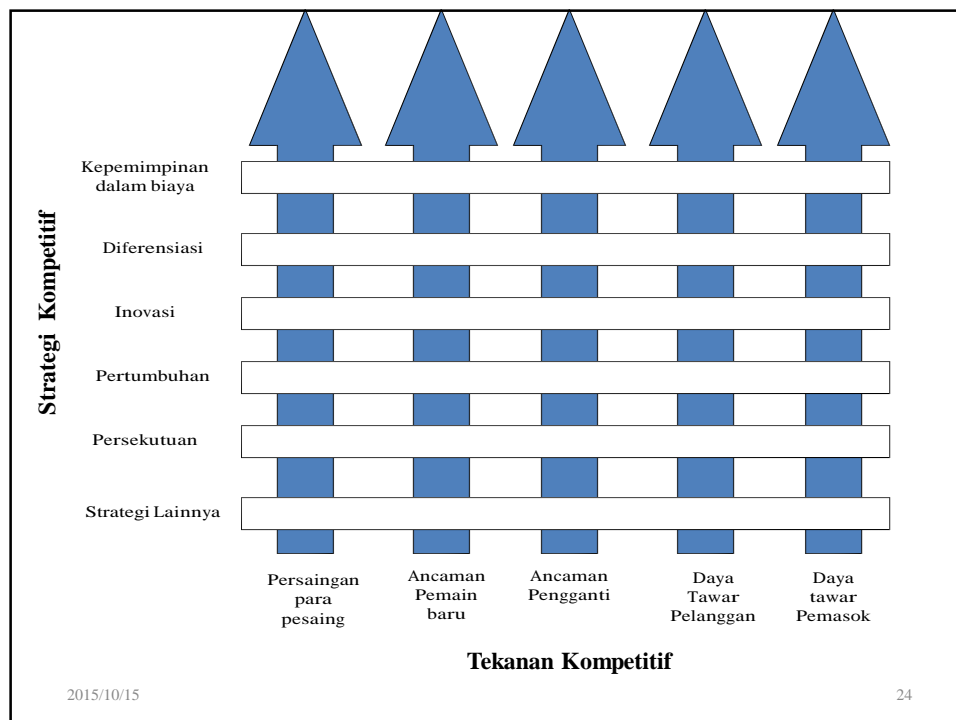 Strategi Kompetitif
Kepemimpinan
dalam biaya
Diferensiasi
Inovasi
Pertumbuhan
Persekutuan
Strategi Lainnya
Persaingan
para
pesaing
Ancaman
Pemain
baru
Ancaman
Pengganti
Daya
Tawar
Pelanggan
Daya
tawar
Pemasok
Tekanan Kompetitif
2015/10/15
24